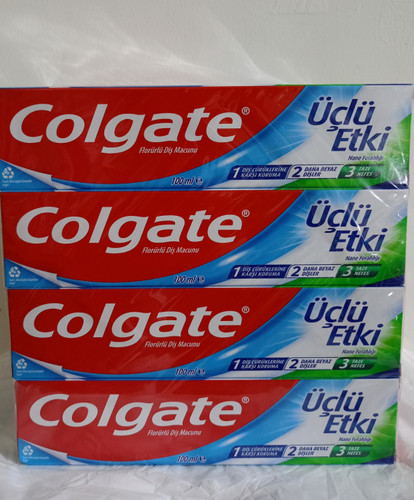 Colgate®
Florürlü Diş Macunu
100 ml e
Üçlü
Etki
Nane Ferahlığı
1 DİŞ ÇÜRÜKLERİNE KARŞI KORUMA 2 DAHA BEYAZ DİŞLER 3 TAZE NEFES
Colgate®
Florürlü Diş Macunu
100 ml e
Üçlü
Etki
Nane Ferahlığı
1 DİŞ ÇÜRÜKLERİNE KARŞI KORUMA 2 DAHA BEYAZ DİŞLER 3 TAZE NEFES
Colgate®
Florürlü Diş Macunu
100 ml e
Üçlü
Etki
Nane Ferahlığı
1 DİŞ ÇÜRÜKLERİNE KARŞI KORUMA 2 DAHA BEYAZ DİŞLER 3 TAZE NEFES
Colgate®
Florürlü Diş Macunu
100 ml e
Üçlü
Etki
Nane Ferahlığı
1 DİŞ ÇÜRÜKLERİNE KARŞI KORUMA 2 DAHA BEYAZ DİŞLER 3 TAZE NEFES